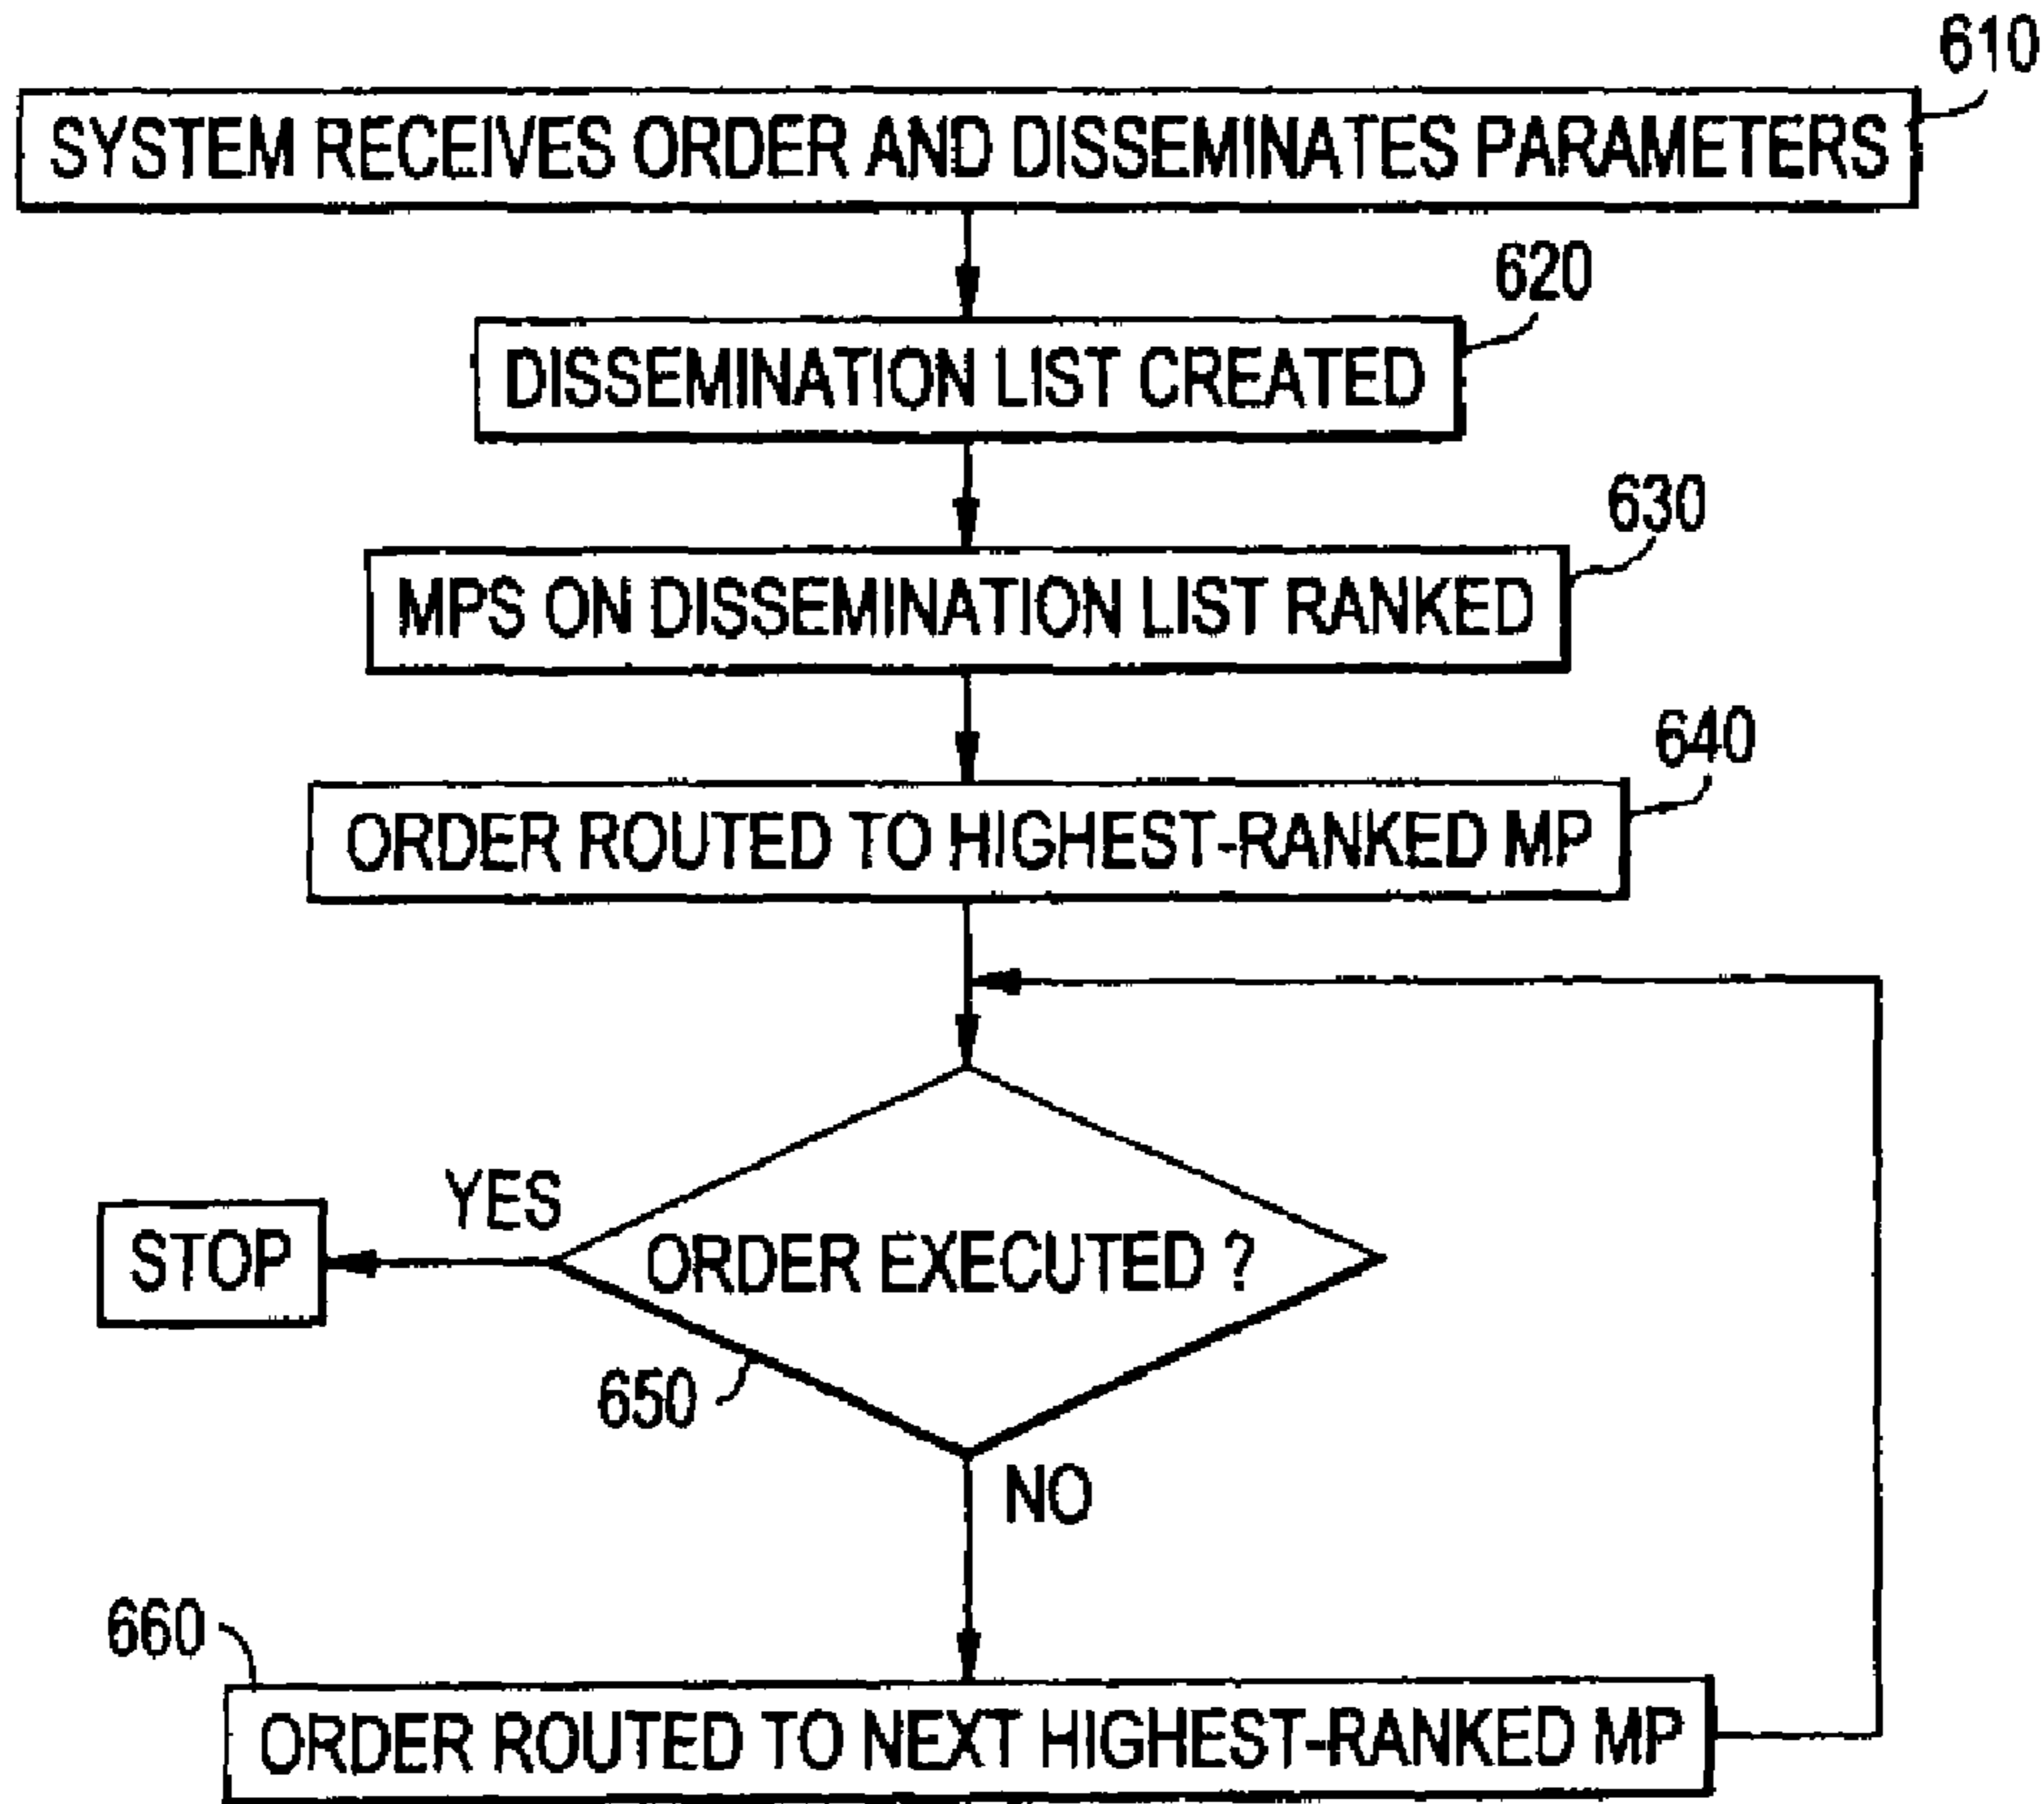 610
SYSTEM RECEIVES ORDER AND DISSEMINATES PARAMETERS
620
DISSEMINATION LIST CREATED
630
MPS ON DISSEMINATION LIST RANKED
640
ORDER ROUTED TO HIGHEST-RANKED MP
YES
STOP
ORDER EXECUTED ?
650
NO
660
ORDER ROUTED TO NEXT HIGHEST-RANKED MP